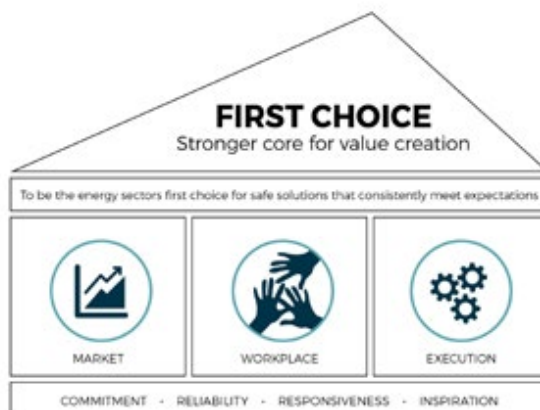 FIRST CHOICE
Stronger core for value creation
To be the energy sectors first choice for safe solutions that consistently meet expectations
MARKET
WORKPLACE
EXECUTION
COMMITMENT - RELIABILITY - RESPONSIVENESS - INSPIRATION